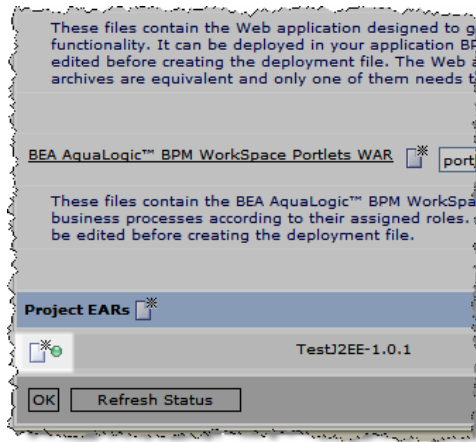 These files contain the Web application designed to g
functionality. It can be deployed in your application
edited before creating the deployment file. The Web
archives are equivalent and only one of them needs t
BEA AquaLogic™ BPM WorkSpace Portlets WAR port
These files contain the BEA AquaLogic™ BPM WorkSpa
business processes according to their assigned roles.
be edited before creating the deployment file.
Project EARs
TestJ2EE-1.0.1
OK Refresh Status